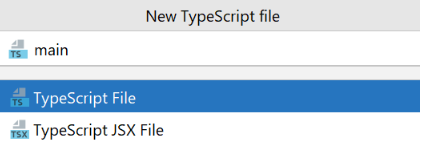 New TypeScript file
TS main
TS TypeScript File
TSX TypeScript JSX File